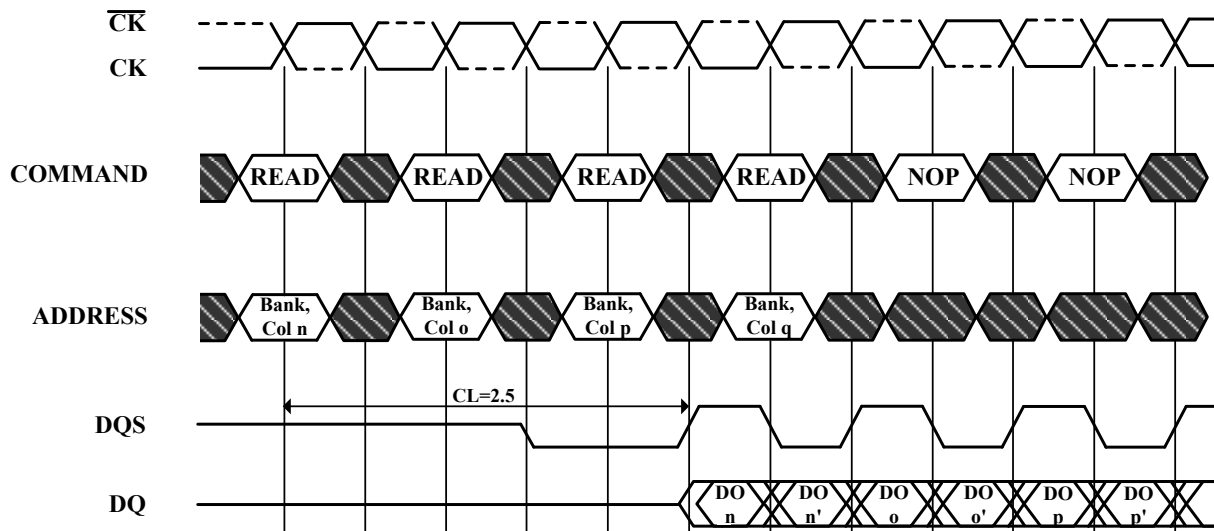 CK
CK
COMMAND
READ READ READ READ NOP NOP
ADDRESS
Bank, Bank, Bank, Bank,
Col n Col o Col p Col q
CL=2.5
DQS
DQ
DO DO DO DO DO DO
n n' o o' p p'